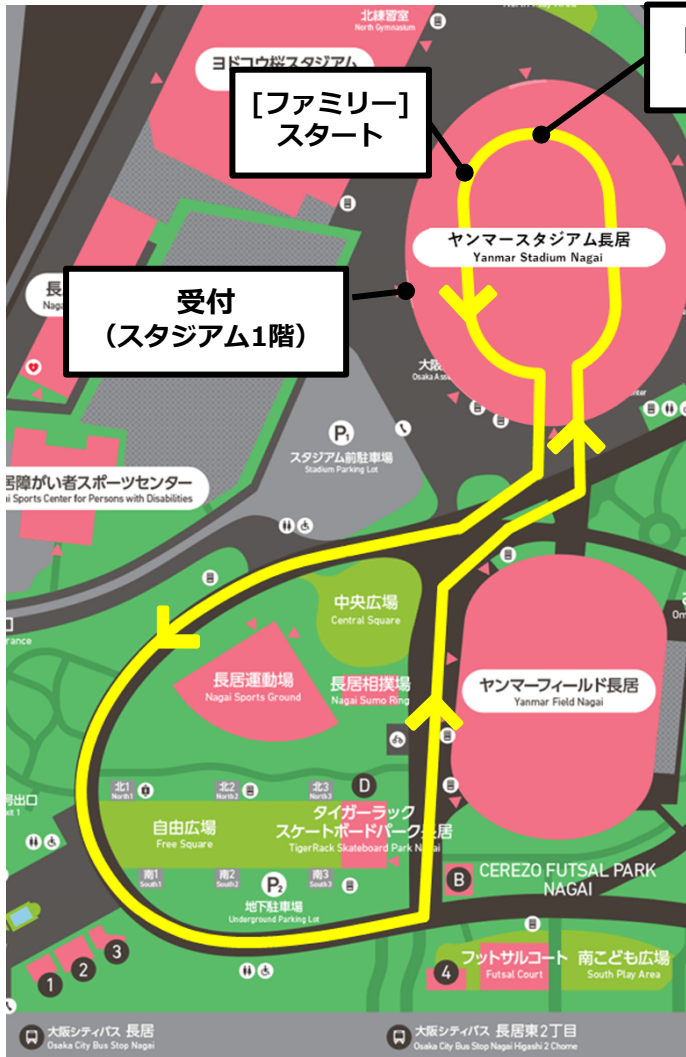 北練習室
North Gymnasium
ヨドコウ桜スタジアム
[ファミリー]
スタート
ヤンマースタジアム長居
Yanmar Stadium Nagai
受付
（スタジアム1階）
長
P1
スタジアム前駐車場
Stadium Parking Lot
居障がい者スポーツセンター
Sports Center for Persons with Disabilities
中央広場
Central Square
長居運動場
Nagai Sports Ground
長居相撲場
Nagai Sumo Ring
ヤンマーフィールド長居
Yanmar Field Nagai
北1
North1
北2
North2
北3
North3
D
自由広場
Free Square
タイガーラック
スケートボードパーク長居
TigerRack Skateboard Park Nagai
南1
South1
南2
South2
南3
South3
P2
地下駐車場
Underground Parking Lot
B
CEREZO FUTSAL PARK
NAGAI
1
2
3
4
フットサルコート
Futsal Court
南こども広場
South Play Area
大阪シティバス 長居
Osaka City Bus Stop Nagai
大阪シティバス 長居東2丁目
Osaka City Bus Stop Nagai Higashi 2 Chome